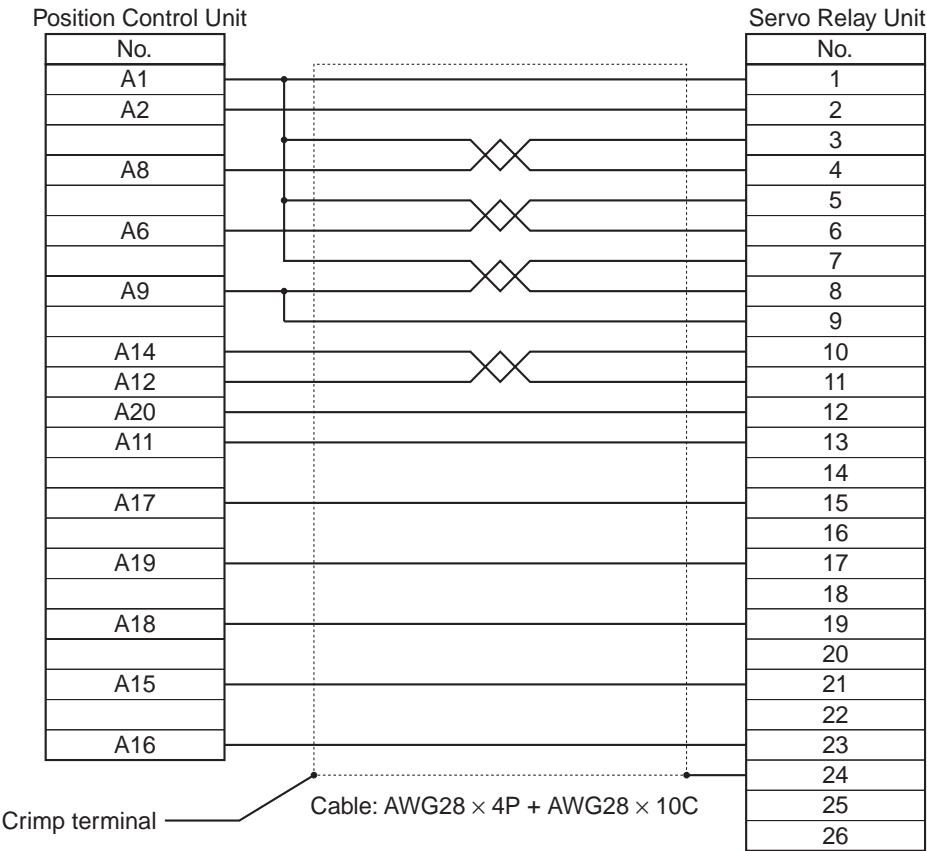 Position Control Unit Servo Relay Unit
No. No.
A1 1
A2 2
3
A8 4
5
A6 6
7
A9 8
9
A14 10
A12 11
A20 12
A11 13
14
A17 15
16
A19 17
18
A18 19
20
A15 21
22
A16 23
24
Cable: AWG28 × 4P + AWG28 × 10C 25
Crimp terminal
26